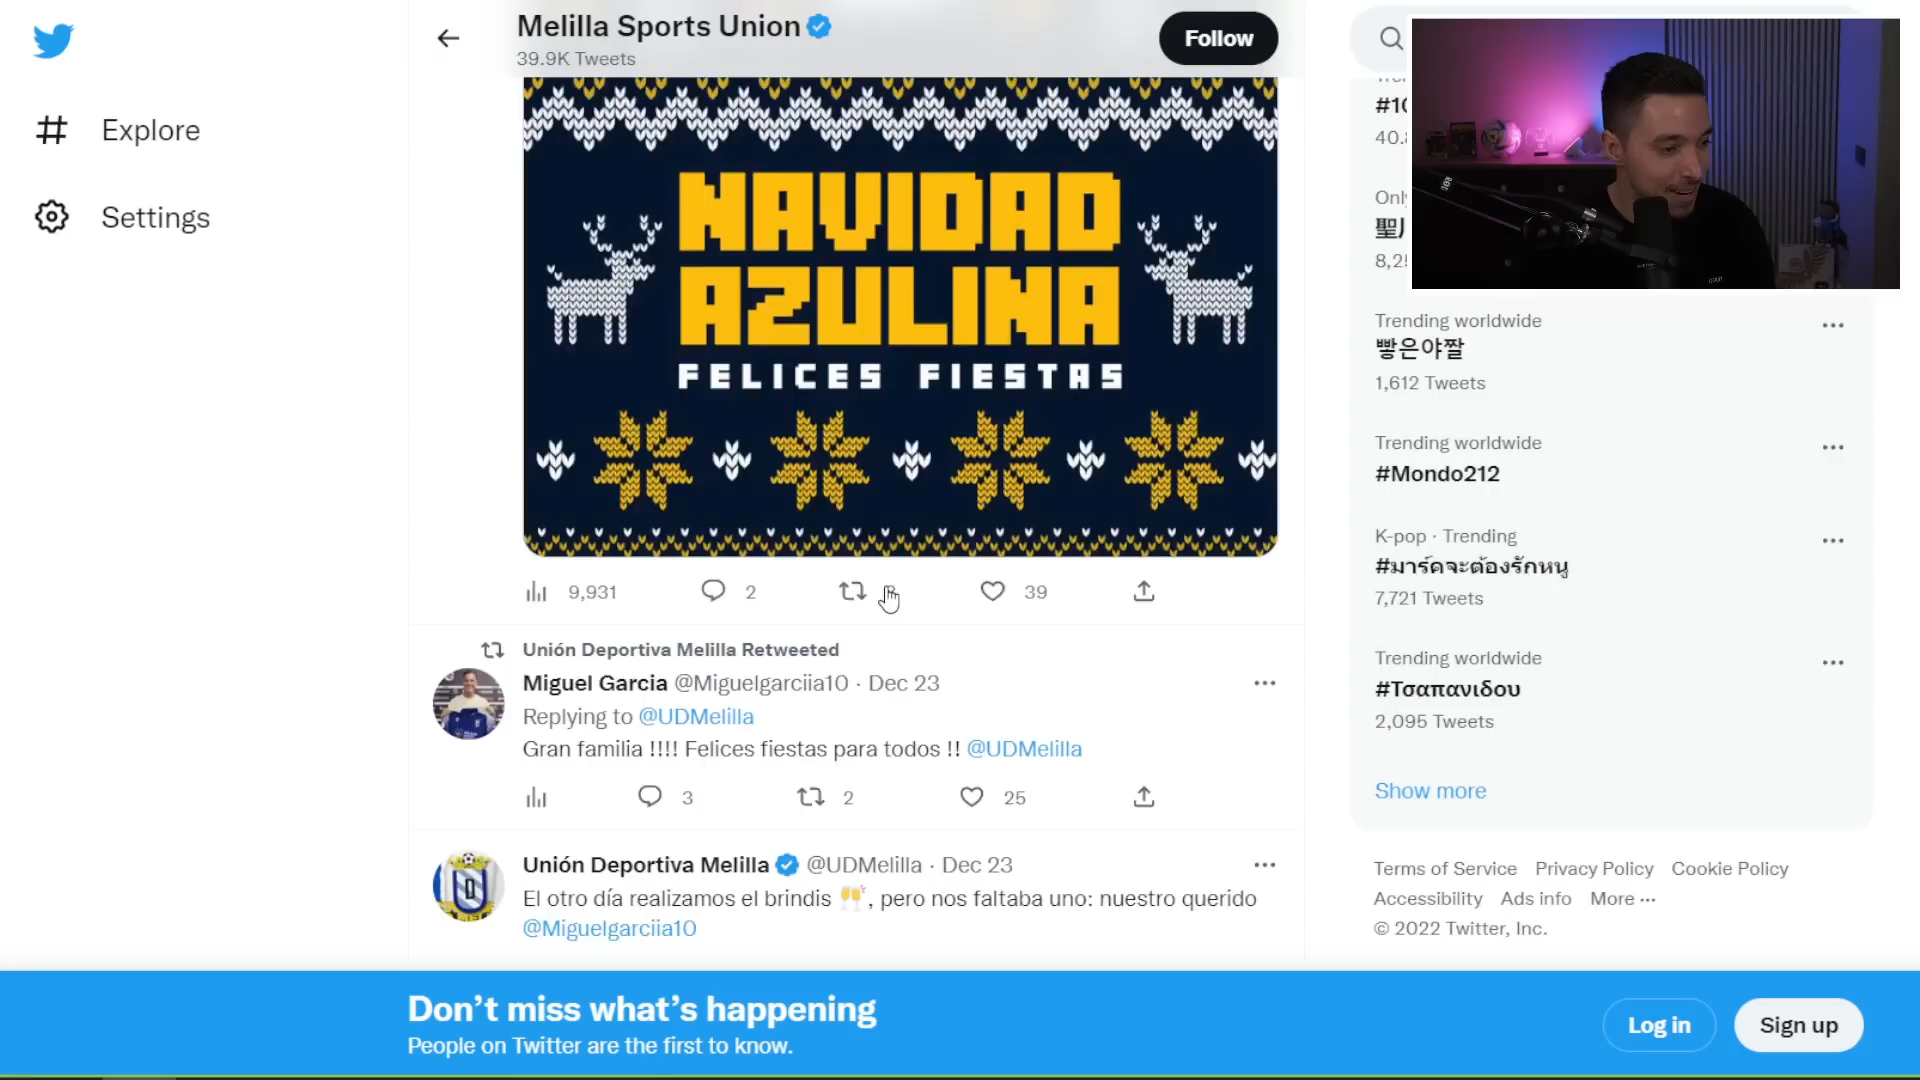 Melilla Sports Union
39.9K Tweets
Follow
Explore
Settings
NAVIDAD
AZULINA
FELICES FIESTAS
9,931
2
39
Unión Deportiva Melilla Retweeted
Miguel Garcia @Miguelgarciia10 · Dec 23
Replying to @UDMelilla
Gran familia !!!! Felices fiestas para todos !! @UDMelilla
3
2
25
Unión Deportiva Melilla @UDMelilla · Dec 23
El otro día realizamos el brindis 🥂, pero nos faltaba uno: nuestro querido
@Miguelgarciia10
Trending worldwide
빻은야짤
1,612 Tweets
Trending worldwide
#Mondo212
K-pop · Trending
#มาร์คจะต้องรักหนู
7,721 Tweets
Trending worldwide
#Τσαπανιδου
2,095 Tweets
Show more
Terms of Service Privacy Policy Cookie Policy
Accessibility Ads info More ···
© 2022 Twitter, Inc.
Don't miss what's happening
People on Twitter are the first to know.
Log in
Sign up